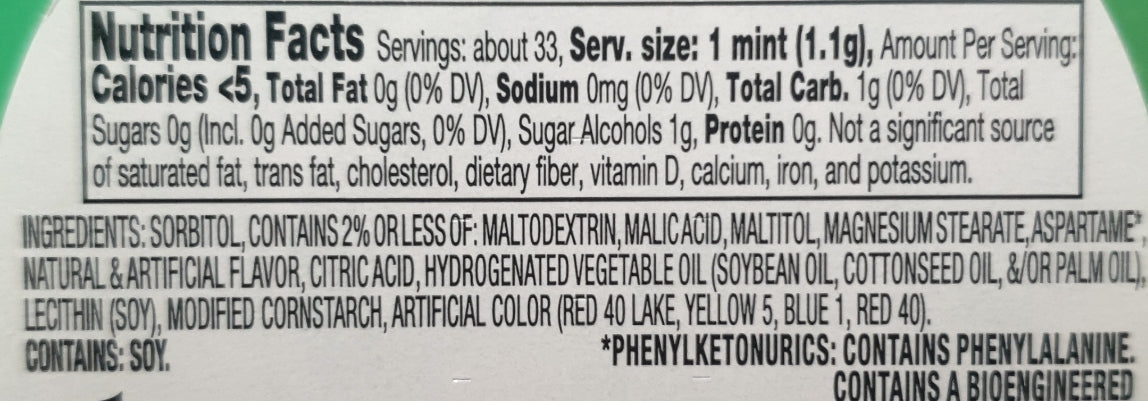 Nutrition Facts Servings: about 33, Serv. size: 1 mint (1.1g), Amount Per Serving:
Calories <5, Total Fat 0g (0% DV), Sodium 0mg (0% DV), Total Carb. 1g (0% DV), Total
Sugars 0g (Incl. 0g Added Sugars, 0% DV), Sugar Alcohols 1g, Protein 0g. Not a significant source
of saturated fat, trans fat, cholesterol, dietary fiber, vitamin D, calcium, iron, and potassium.
INGREDIENTS: SORBITOL, CONTAINS 2% OR LESS OF: MALTODEXTRIN, MALIC ACID, MALTITOL, MAGNESIUM STEARATE, ASPARTAME*,
NATURAL & ARTIFICIAL FLAVOR, CITRIC ACID, HYDROGENATED VEGETABLE OIL (SOYBEAN OIL, COTTONSEED OIL, &/OR PALM OIL),
LECITHIN (SOY), MODIFIED CORNSTARCH, ARTIFICIAL COLOR (RED 40 LAKE, YELLOW 5, BLUE 1, RED 40).
CONTAINS: SOY.
*PHENYLKETONURICS: CONTAINS PHENYLALANINE.
CONTAINS A BIOENGINEERED